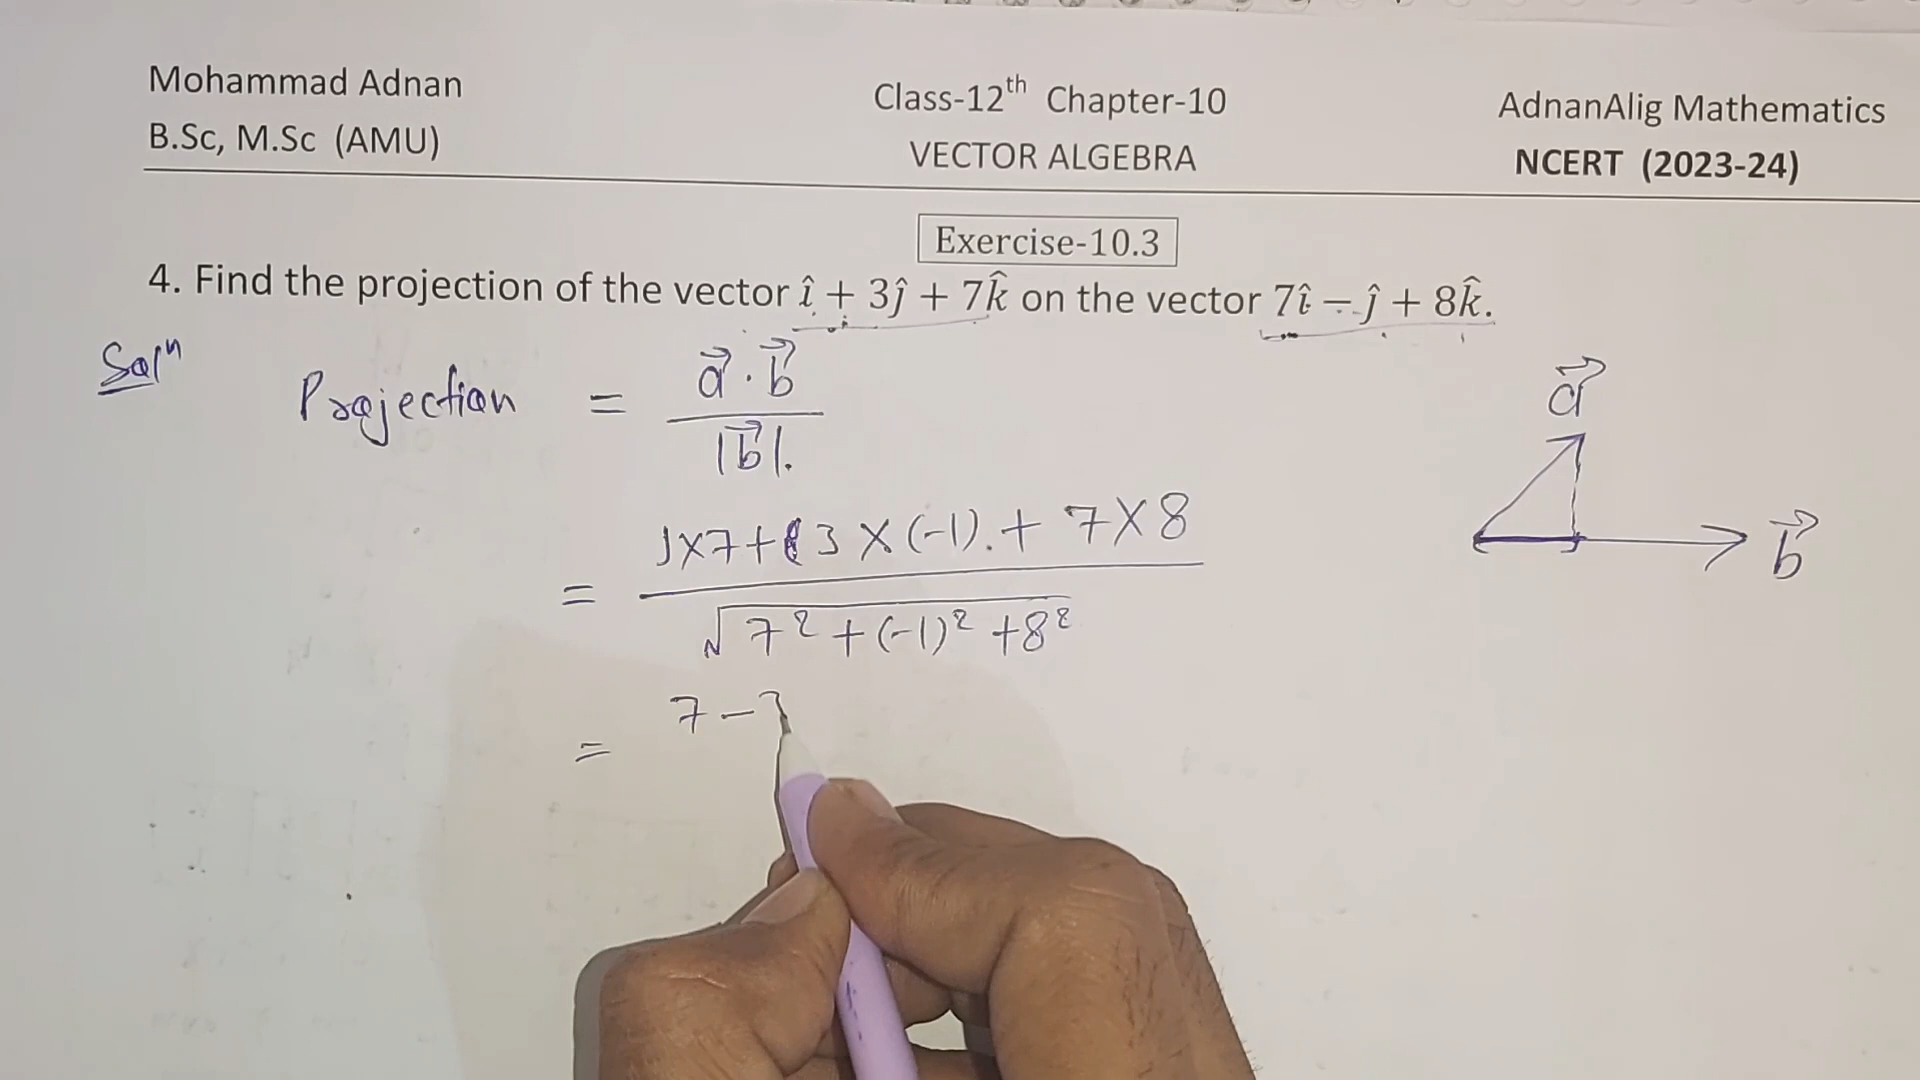 Mohammad Adnan
B.Sc, M.Sc (AMU)
Class-12th Chapter-10
VECTOR ALGEBRA
AdnanAlig Mathematics
NCERT (2023-24)
Exercise-10.3
4. Find the projection of the vector î + 3ĵ + 7k̂ on the vector 7î − ĵ + 8k̂.
Solⁿ
Projection = a⃗ · b⃗ / |b⃗|.
= 1×7+ 3 × (-1). + 7×8 / √7² + (-1)² + 8²
= 7 - 3
a⃗
b⃗